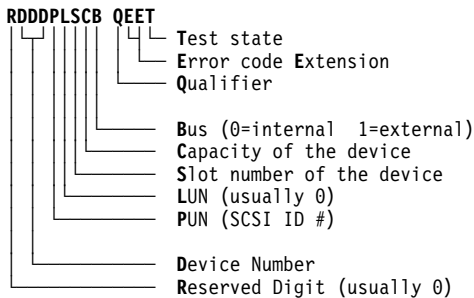 RDDDPLSCB QEET
Test state
Error code Extension
Qualifier
Bus (0=internal 1=external)
Capacity of the device
Slot number of the device
LUN (usually 0)
PUN (SCSI ID #)
Device Number
Reserved Digit (usually 0)